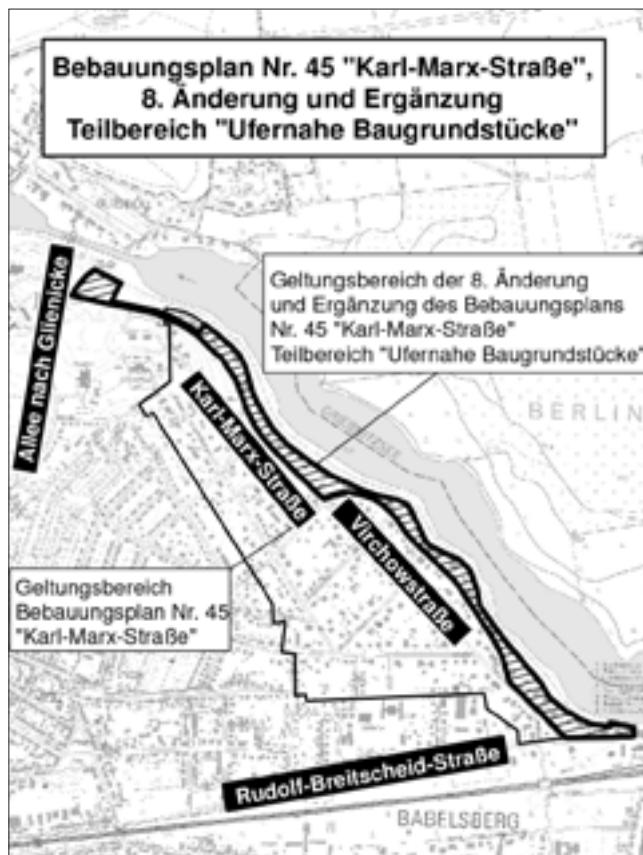 Bebauungsplan Nr. 45 "Karl-Marx-Straße",
8. Änderung und Ergänzung
Teilbereich "Ufernahe Baugrundstücke"
Allee nach Glienicke
Geltungsbereich der 8. Änderung
und Ergänzung des Bebauungsplans
Nr. 45 "Karl-Marx-Straße"
Teilbereich "Ufernahe Baugrundstücke"
Karl-Marx-Straße
BERLIN
Virchowstraße
Geltungsbereich
Bebauungsplan Nr. 45
"Karl-Marx-Straße"
Rudolf-Breitscheid-Straße
BABELSBERG